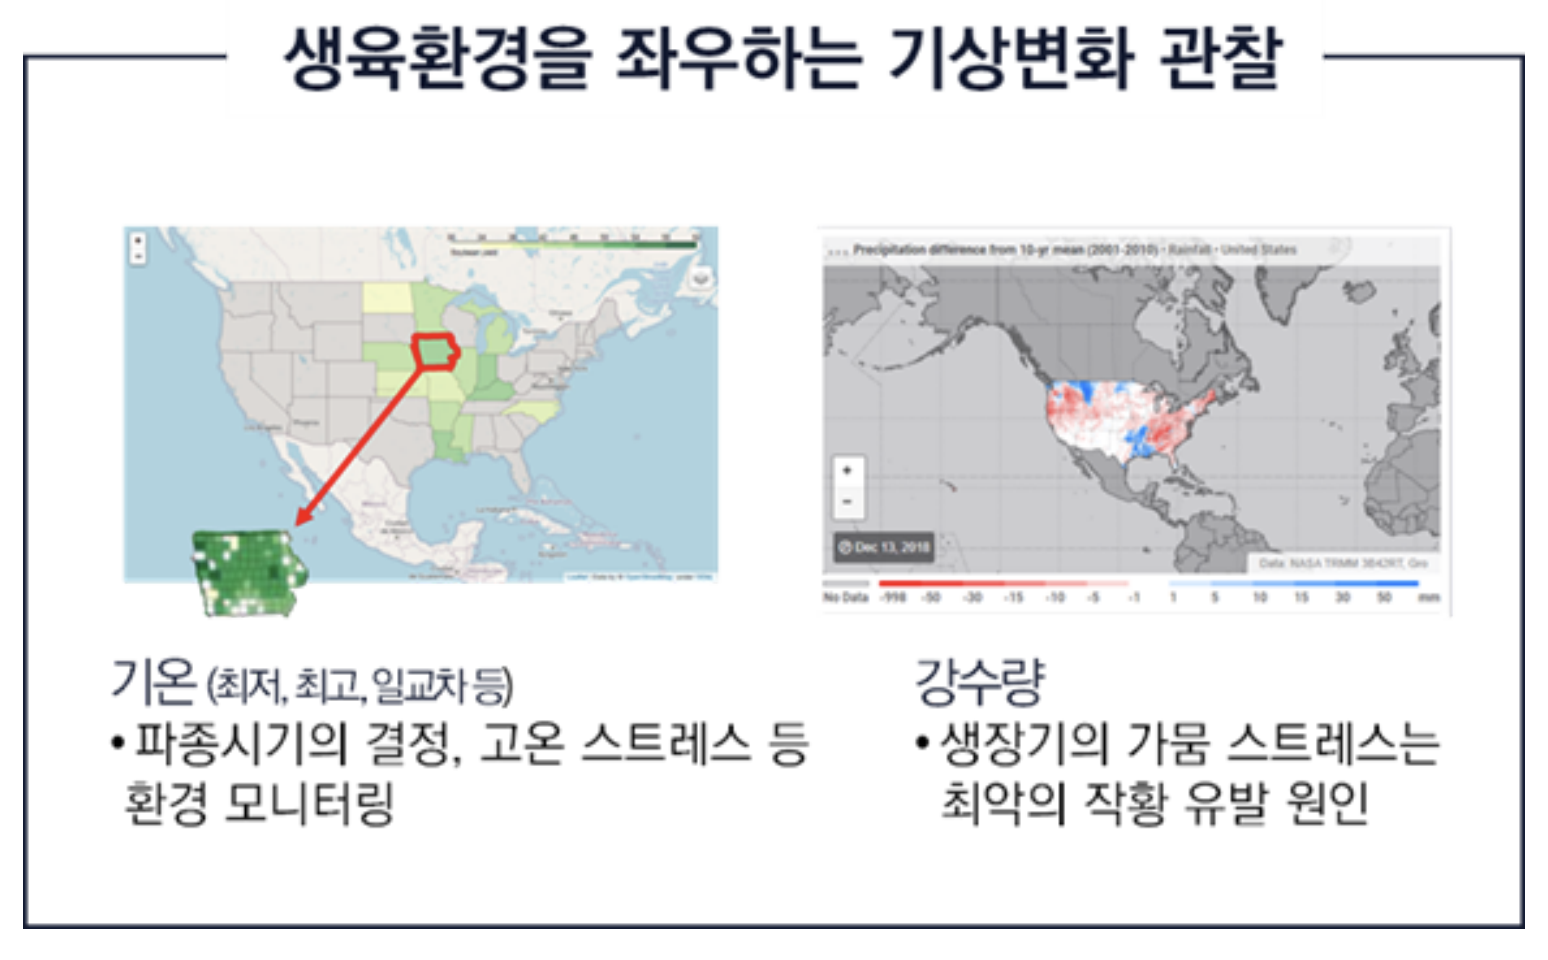 생육환경을 좌우하는 기상변화 관찰
+
-
Soybean yield
Precipitation difference from 10-yr mean (2001-2010) • Rainfall • United States
+
−
Dec 13, 2018
Data: NASA TRMM 3B42RT, Gro
No Data -998 -50 -30 -15 -10 -5 -1 1 5 10 15 30 50 mm
기온 (최저, 최고, 일교차 등)
• 파종시기의 결정, 고온 스트레스 등
환경 모니터링
강수량
• 생장기의 가뭄 스트레스는
최악의 작황 유발 원인